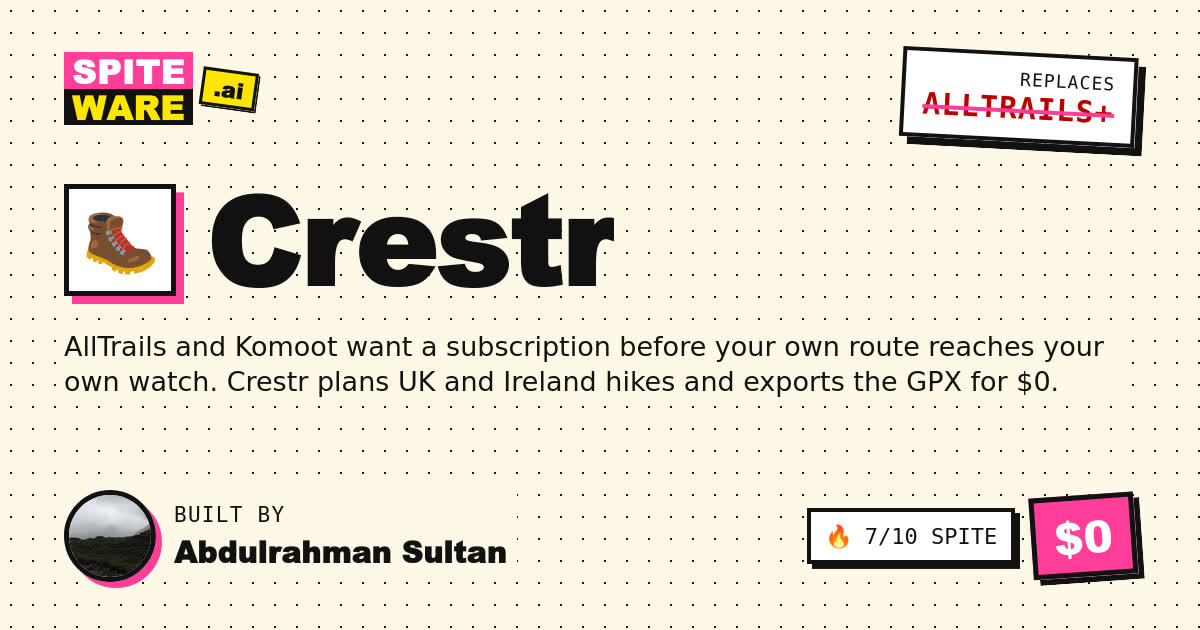 SPITE
WARE
.ai
REPLACES
ALLTRAILS+
Crestr
AllTrails and Komoot want a subscription before your own route reaches your
own watch. Crestr plans UK and Ireland hikes and exports the GPX for $0.
BUILT BY
Abdulrahman Sultan
7/10 SPITE
$0